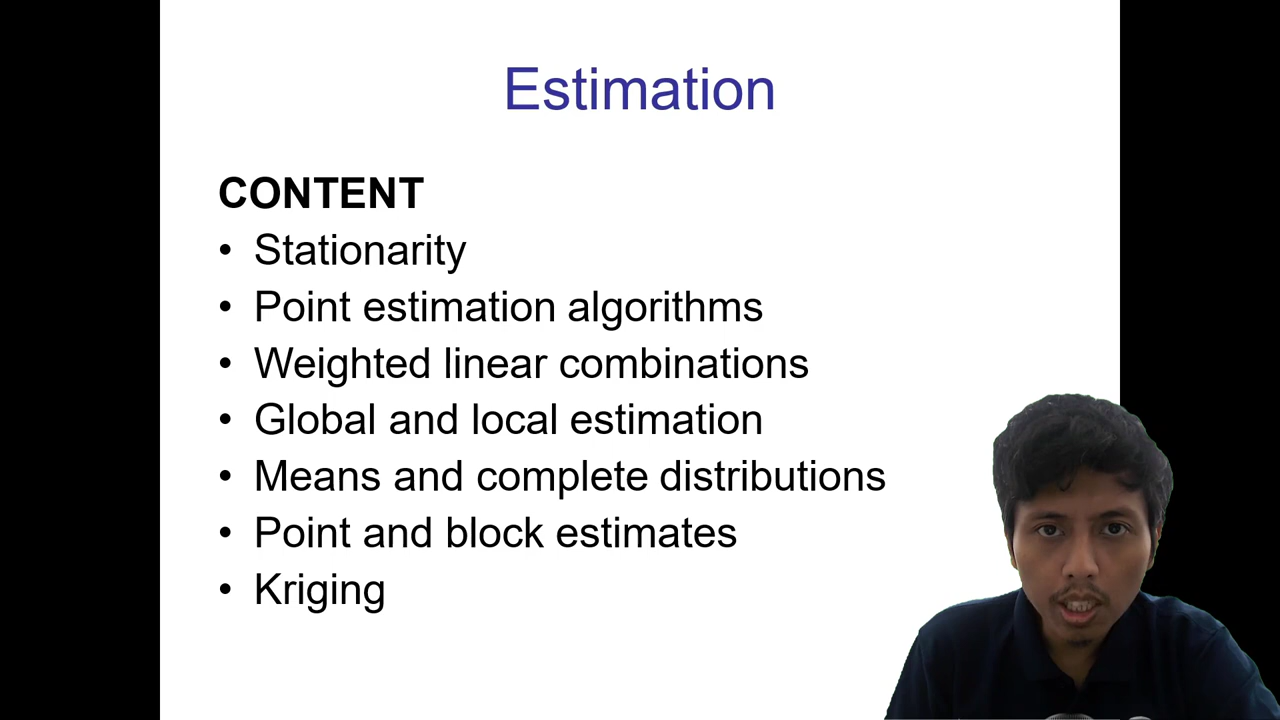 Estimation
CONTENT
• Stationarity
• Point estimation algorithms
• Weighted linear combinations
• Global and local estimation
• Means and complete distributions
• Point and block estimates
• Kriging